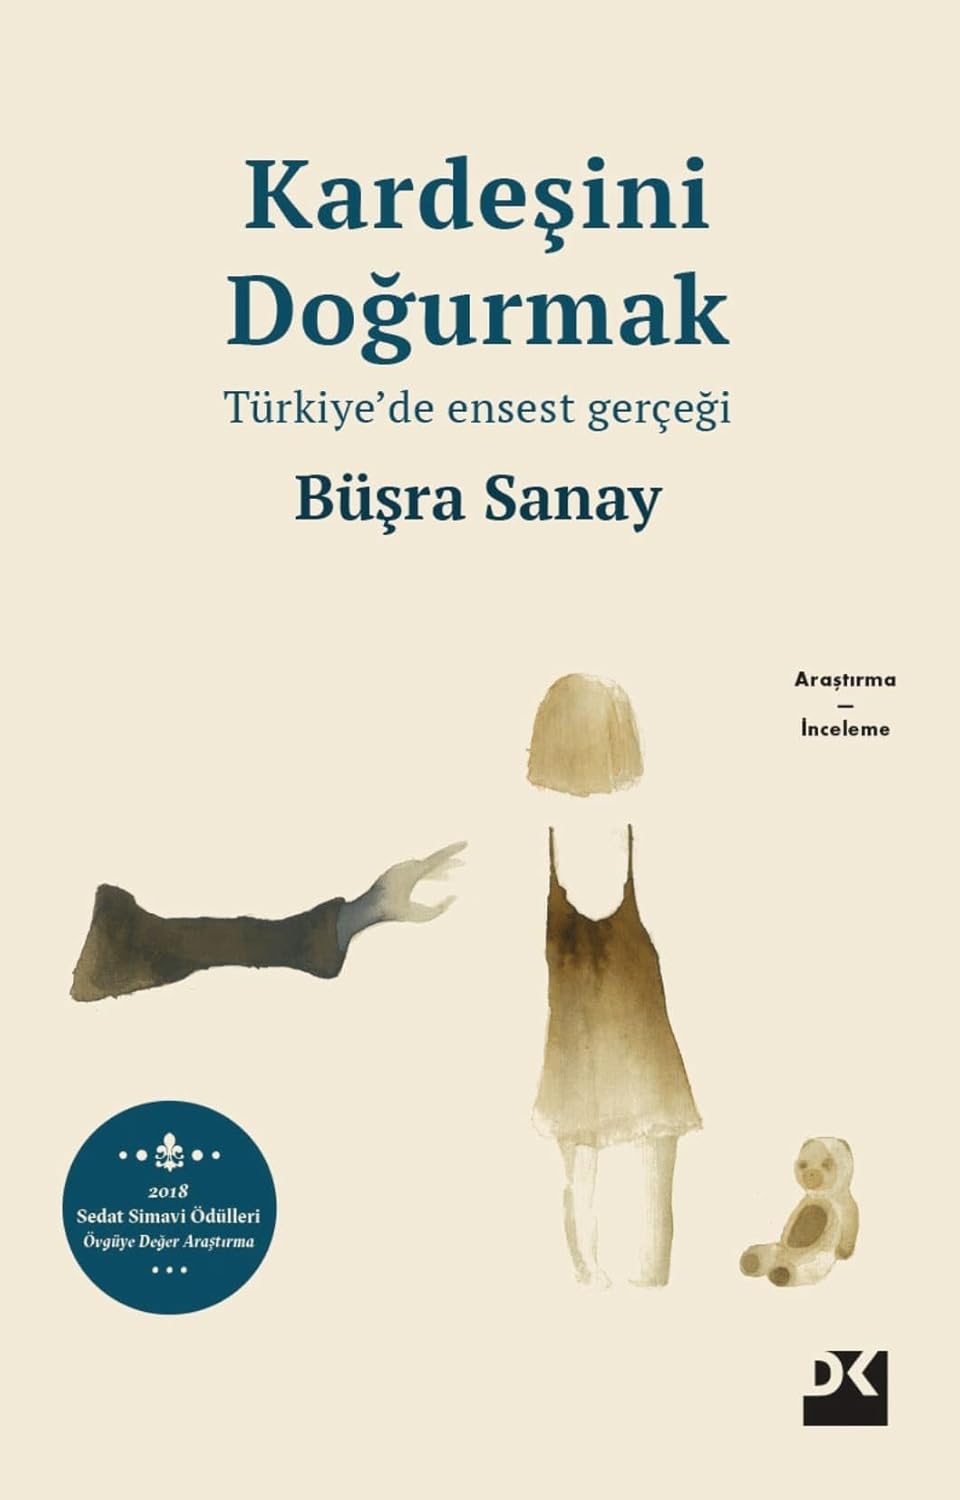 Kardeşini
Doğurmak
Türkiye’de ensest gerçeği
Büşra Sanay
Araştırma
—
İnceleme
2018
Sedat Simavi Ödülleri
Övgüye Değer Araştırma
DK